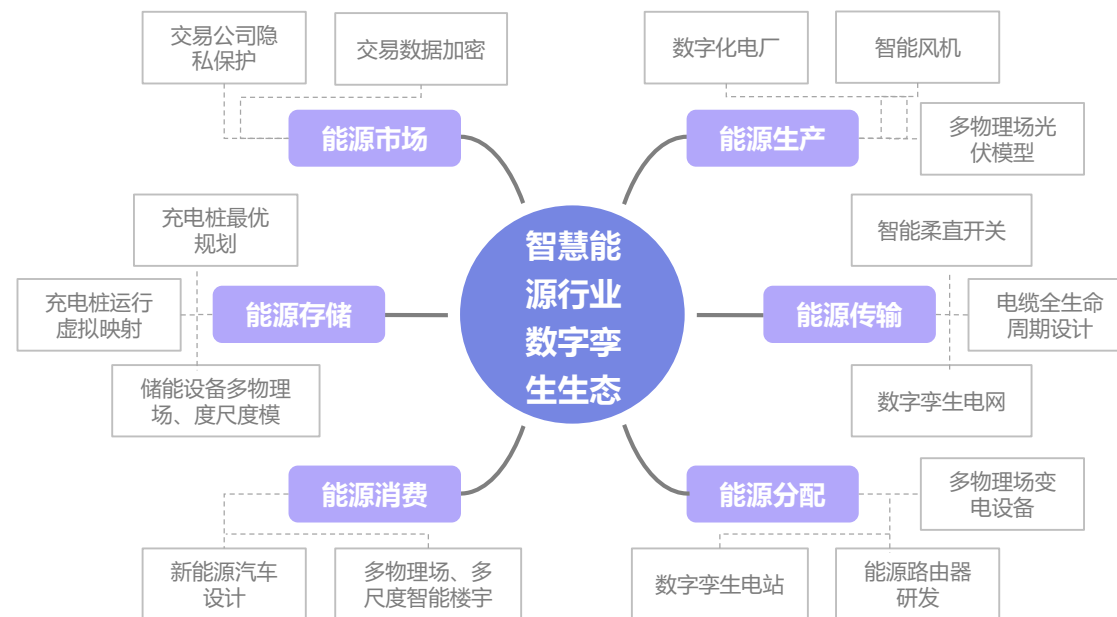 交易公司隐
私保护
交易数据加密
能源市场
数字化电厂
智能风机
能源生产
多物理场光
伏模型
充电桩最优
规划
充电桩运行
虚拟映射
能源存储
储能设备多物理
场、度尺度模
智慧能
源行业
数字孪
生生态
智能柔直开关
能源传输
电缆全生命
周期设计
数字孪生电网
能源消费
新能源汽车
设计
多物理场、多
尺度智能楼宇
能源分配
多物理场变
电设备
数字孪生电站
能源路由器
研发